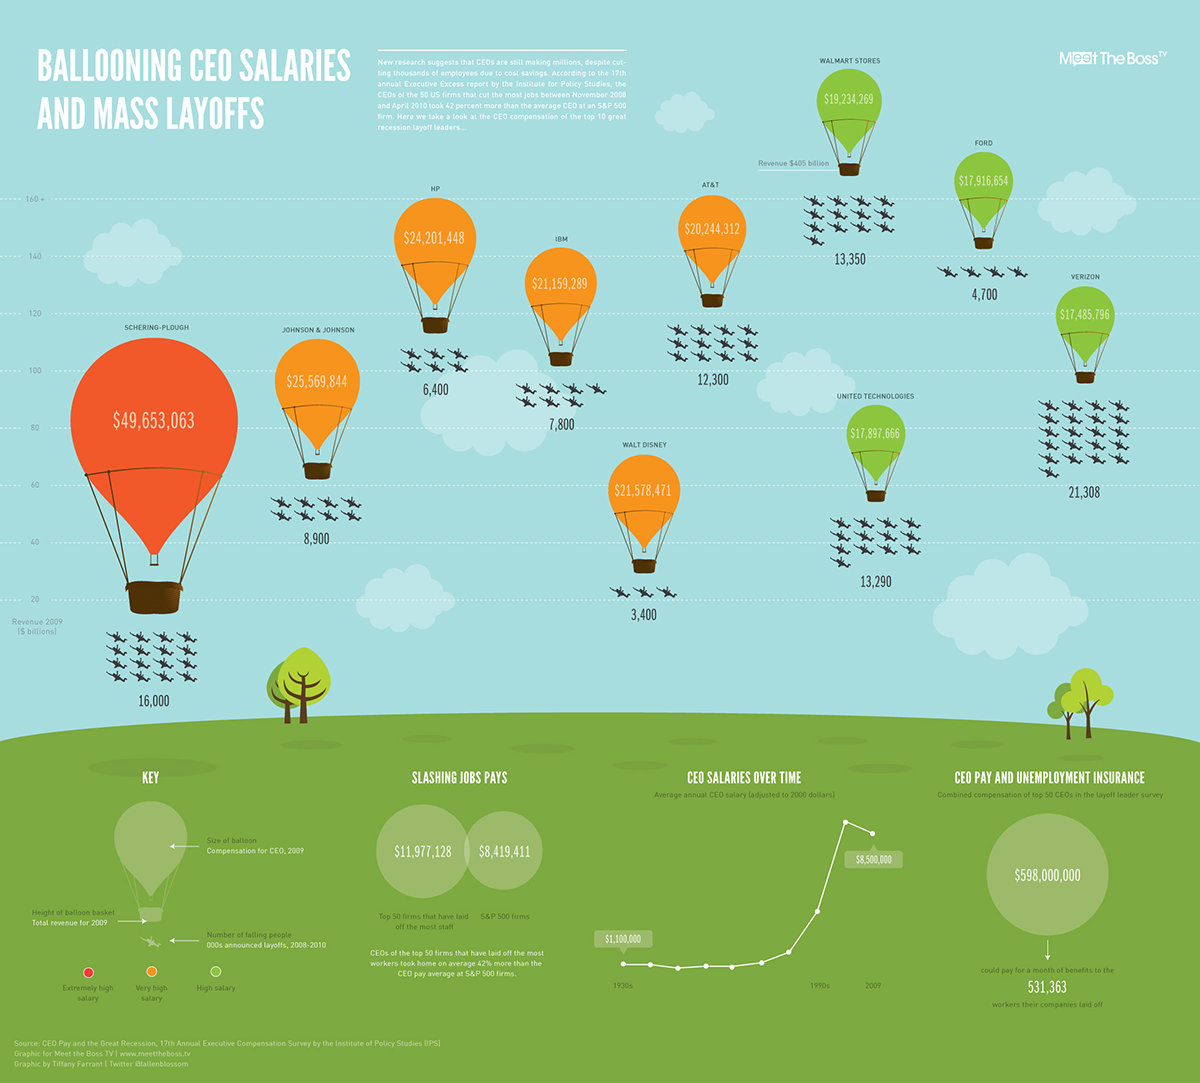 BALLOONING CEO SALARIES
AND MASS LAYOFFS
New research suggests that CEOs are still making millions, despite cut-
ting thousands of employees due to cost savings. According to the 17th
annual Executive Excess report by the Institute for Policy Studies, the
CEOs of the 50 US firms that cut the most jobs between November 2008
and April 2010 took 42 percent more than the average CEO at an S&P 500
firm. Here we take a look at the CEO compensation of the top 10 great
recession layoff leaders...
Meet The Boss TV
WALMART STORES
$19,234,269
Revenue $405 billion
13,350
FORD
$17,916,654
4,700
160 +
140
120
100
80
60
40
20
Revenue 2009
($ billions)
SCHERING-PLOUGH
$49,653,063
16,000
JOHNSON & JOHNSON
$25,569,844
8,900
HP
$24,201,448
6,400
IBM
$21,159,289
7,800
WALT DISNEY
$21,578,471
3,400
AT&T
$20,244,312
12,300
UNITED TECHNOLOGIES
$17,897,666
13,290
VERIZON
$17,485,796
21,308
KEY
Size of balloon
Compensation for CEO, 2009
Height of balloon basket
Total revenue for 2009
Number of falling people
000s announced layoffs, 2008-2010
Extremely high
salary
Very high
salary
High salary
SLASHING JOBS PAYS
$11,977,128
$8,419,411
Top 50 firms that have laid
off the most staff
S&P 500 firms
CEOs of the top 50 firms that have laid off the most
workers took home on average 42% more than the
CEO pay average at S&P 500 firms.
CEO SALARIES OVER TIME
Average annual CEO salary (adjusted to 2000 dollars)
$1,100,000
$8,500,000
1930s
1990s
2009
CEO PAY AND UNEMPLOYMENT INSURANCE
Combined compensation of top 50 CEOs in the layoff leader survey
$598,000,000
could pay for a month of benefits to the
531,363
workers their companies laid off
Source: CEO Pay and the Great Recession, 17th Annual Executive Compensation Survey by the Institute of Policy Studies (IPS)
Graphic for Meet the Boss TV | www.meettheboss.tv
Graphic by Tiffany Farrant | Twitter @fallenblossom